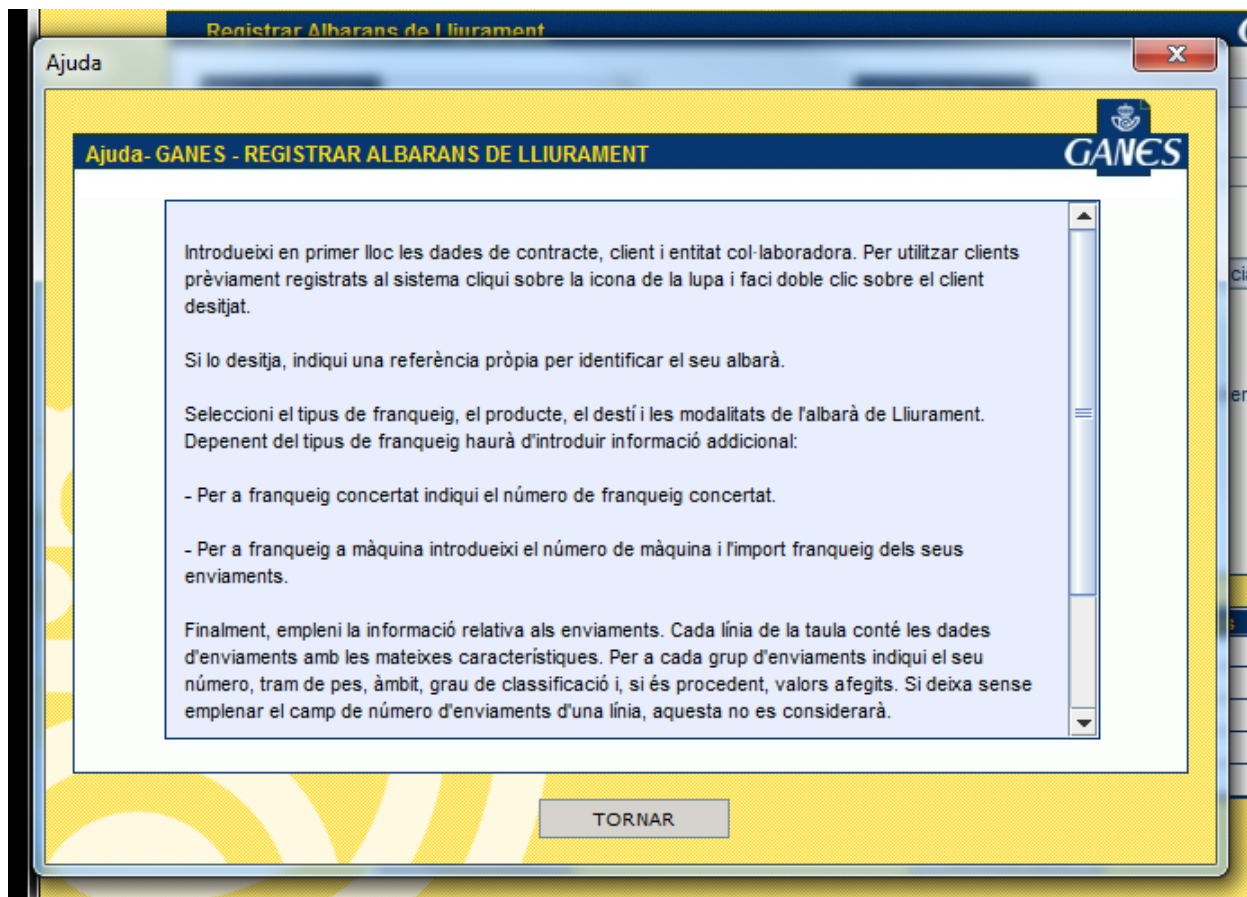 Registrar Albarans de Lliurament
Ajuda
GANES
Ajuda- GANES - REGISTRAR ALBARANS DE LLIURAMENT
Introdueixi en primer lloc les dades de contracte, client i entitat col·laboradora. Per utilitzar clients
prèviament registrats al sistema cliqui sobre la icona de la lupa i faci doble clic sobre el client
desitjat.
Si lo desitja, indiqui una referència pròpia per identificar el seu albarà.
Seleccioni el tipus de franqueig, el producte, el destí i les modalitats de l'albarà de Lliurament.
Depenent del tipus de franqueig haurà d'introduir informació addicional:
- Per a franqueig concertat indiqui el número de franqueig concertat.
- Per a franqueig a màquina introdueixi el número de màquina i l'import franqueig dels seus
enviaments.
Finalment, empleni la informació relativa als enviaments. Cada línia de la taula conté les dades
d'enviaments amb les mateixes característiques. Per a cada grup d'enviaments indiqui el seu
número, tram de pes, àmbit, grau de classificació i, si és procedent, valors afegits. Si deixa sense
emplenar el camp de número d'enviaments d'una línia, aquesta no es considerarà.
TORNAR